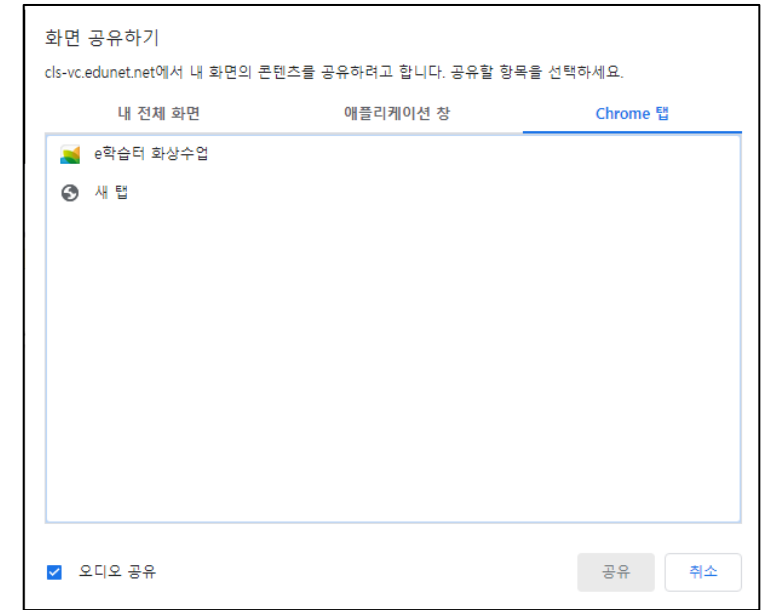 화면 공유하기
cls-vc.edunet.net에서 내 화면의 콘텐츠를 공유하려고 합니다. 공유할 항목을 선택하세요.
내 전체 화면 애플리케이션 창 Chrome 탭
e학습터 화상수업
새 탭
오디오 공유 공유 취소